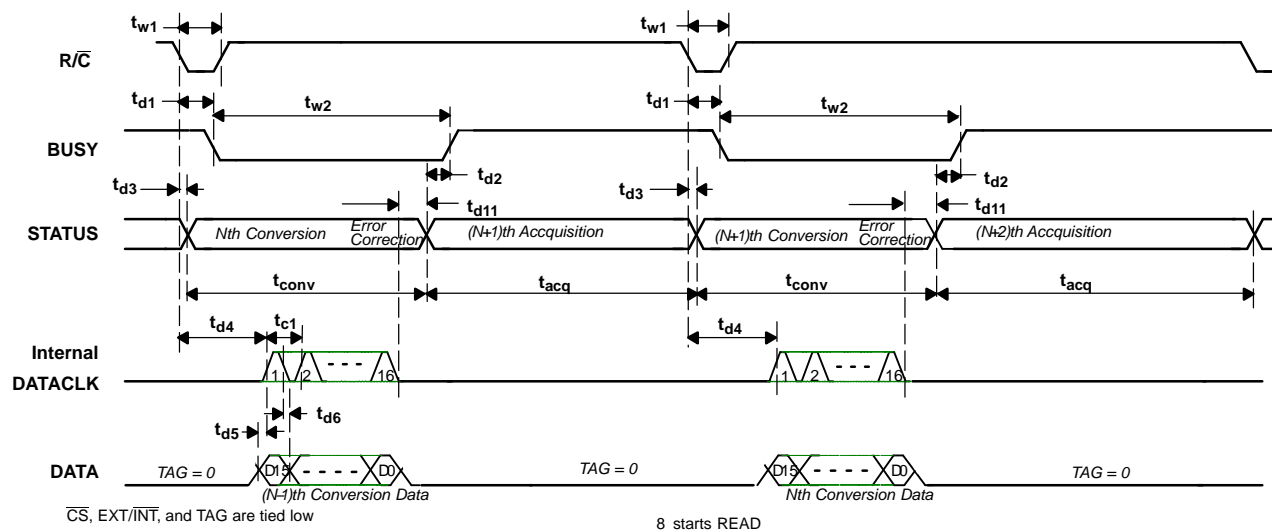 tw1 tw1
R/C̅
td1 tw2 td1 tw2
BUSY
td3 td2 td3 td2
td11 td11
STATUS Nth Conversion Error Correction (N+1)th Accquisition (N+1)th Conversion Error Correction (N+2)th Accquisition
tconv tacq tconv tacq
td4 tc1 td4
Internal
DATACLK 1 2 - - - 16 1 2 - - - 16
td6
td5
DATA TAG = 0 D15 - - - - - D0 TAG = 0 D15 - - - - - D0 TAG = 0
(N-1)th Conversion Data Nth Conversion Data
C̅S̅, EXT/I̅N̅T̅, and TAG are tied low
8 starts READ